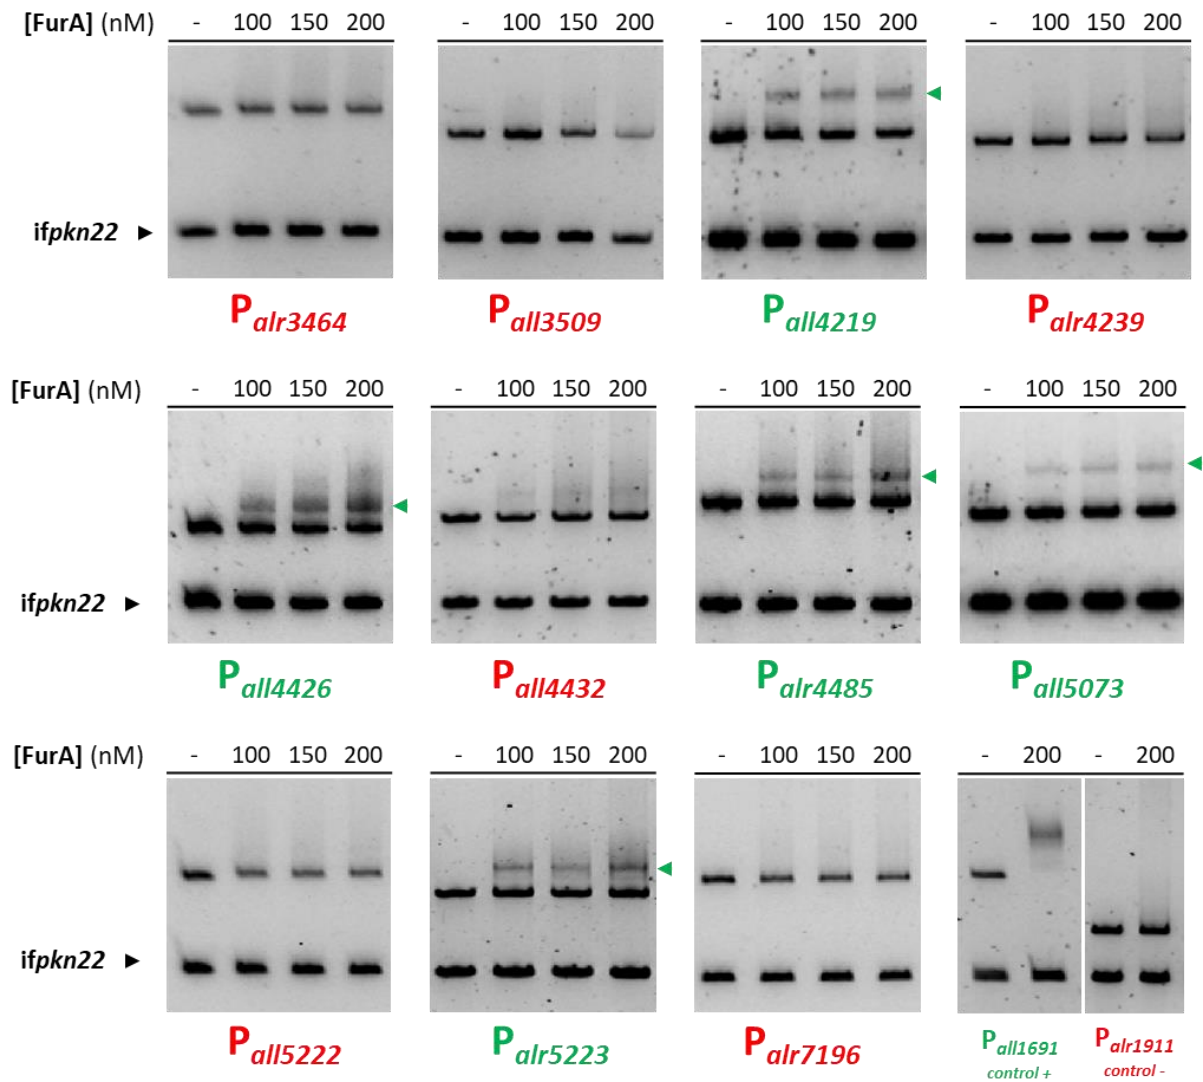 [FurA] (nM) - 100 150 200 - 100 150 200 - 100 150 200 - 100 150 200
ifpkn22
Palr3464 Pall3509 Pall4219 Palr4239
[FurA] (nM) - 100 150 200 - 100 150 200 - 100 150 200 - 100 150 200
ifpkn22
Pall4426 Pall4432 Palr4485 Pall5073
[FurA] (nM) - 100 150 200 - 100 150 200 - 100 150 200 - 200 - 200
ifpkn22
Pall5222 Palr5223 Palr7196 Pall1691 Palr1911
control + control -